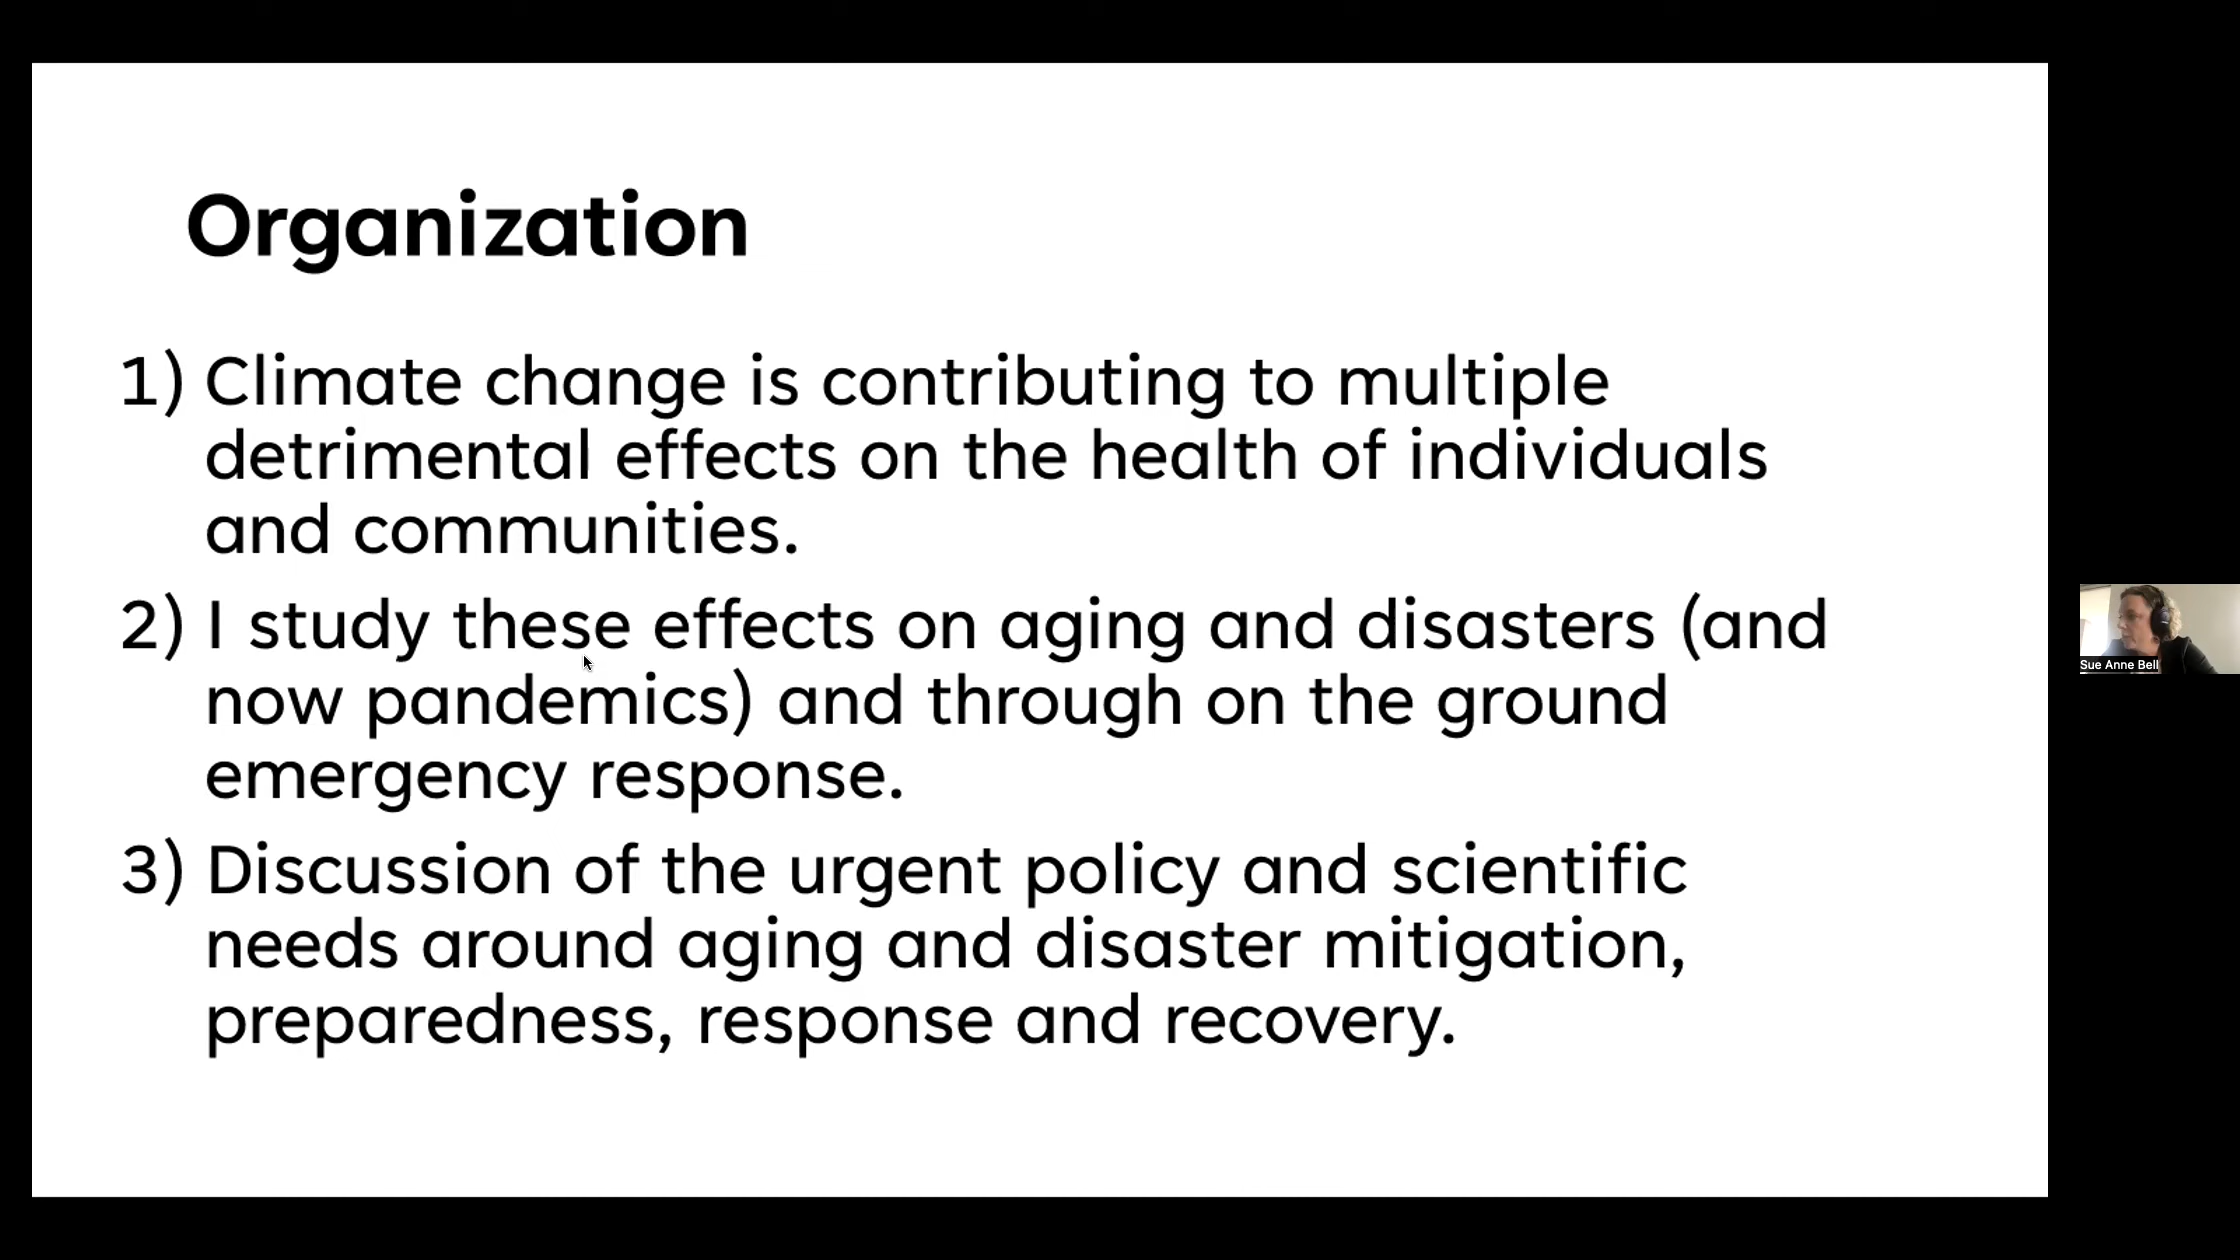 Organization
1) Climate change is contributing to multiple
detrimental effects on the health of individuals
and communities.
2) I study these effects on aging and disasters (and
now pandemics) and through on the ground
emergency response.
3) Discussion of the urgent policy and scientific
needs around aging and disaster mitigation,
preparedness, response and recovery.
Sue Anne Bell